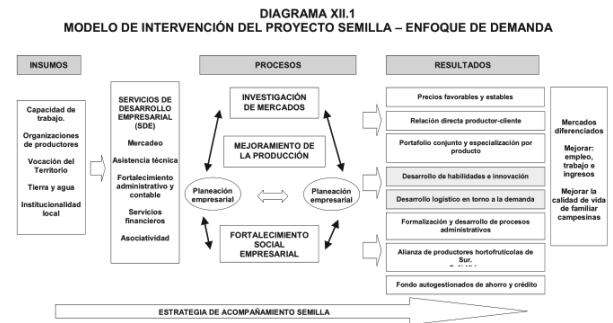 DIAGRAMA XII.1
MODELO DE INTERVENCIÓN DEL PROYECTO SEMILLA – ENFOQUE DE DEMANDA
INSUMOS
PROCESOS
RESULTADOS
Capacidad de
trabajo.
Organizaciones
de productores
Vocación del
Territorio
Tierra y agua
Institucionalidad
local
SERVICIOS DE
DESARROLLO
EMPRESARIAL
(SDE)
Mercadeo
Asistencia técnica
Fortalecimiento
administrativo y
contable
Servicios
financieros
Asociatividad
INVESTIGACIÓN
DE MERCADOS
MEJORAMIENTO DE
LA PRODUCCIÓN
Planeación
empresarial
Planeación
empresarial
FORTALECIMIENTO
SOCIAL
EMPRESARIAL
Precios favorables y estables
Relación directa productor-cliente
Portafolio conjunto y especialización por
producto
Desarrollo de habilidades e innovación
Desarrollo logístico en torno a la demanda
Formalización y desarrollo de procesos
administrativos
Alianza de productores hortofrutícolas de
Sur.
Fondo autogestionados de ahorro y crédito
Mercados
diferenciados
Mejorar:
empleo,
trabajo e
ingresos
Mejorar la
calidad de vida
de familiar
campesinas
ESTRATEGIA DE ACOMPAÑAMIENTO SEMILLA